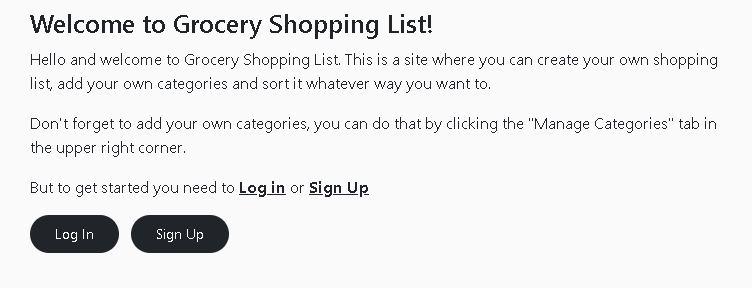 Welcome to Grocery Shopping List!
Hello and welcome to Grocery Shopping List. This is a site where you can create your own shopping
list, add your own categories and sort it whatever way you want to.
Don't forget to add your own categories, you can do that by clicking the "Manage Categories" tab in
the upper right corner.
But to get started you need to Log in or Sign Up
Log In Sign Up